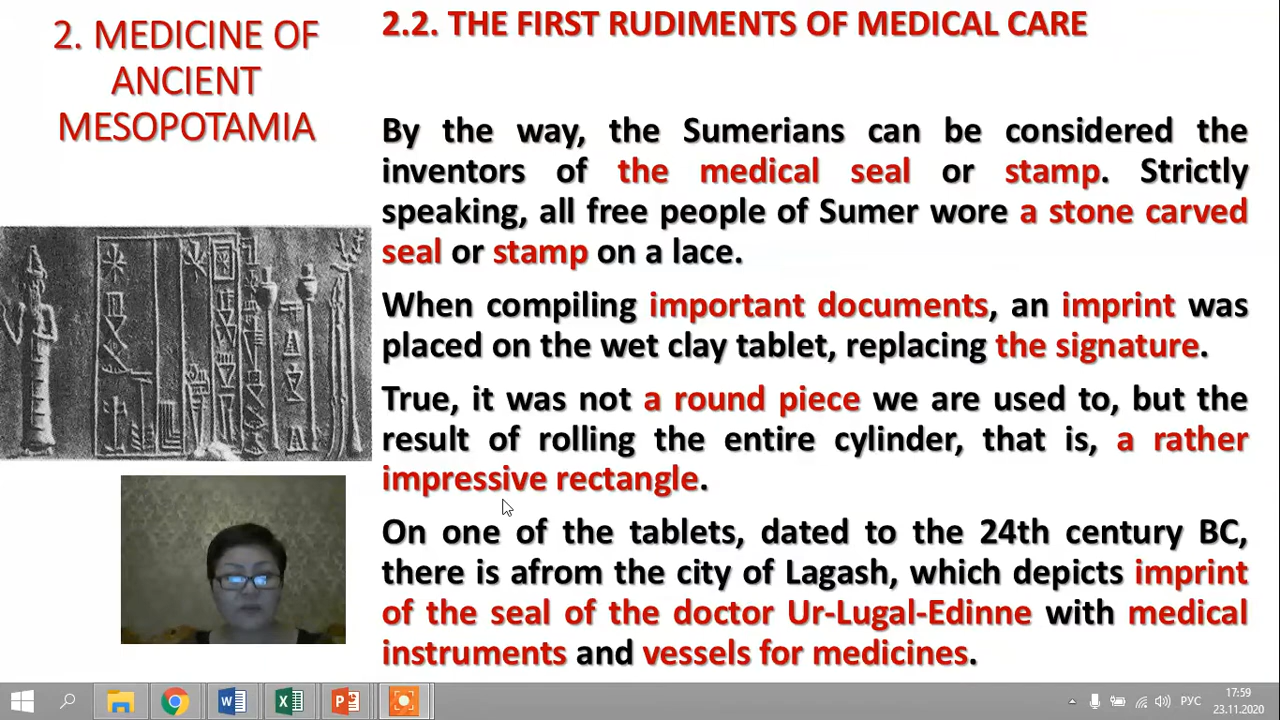 2. MEDICINE OF
ANCIENT
MESOPOTAMIA
2.2. THE FIRST RUDIMENTS OF MEDICAL CARE
By the way, the Sumerians can be considered the
inventors of the medical seal or stamp. Strictly
speaking, all free people of Sumer wore a stone carved
seal or stamp on a lace.
When compiling important documents, an imprint was
placed on the wet clay tablet, replacing the signature.
True, it was not a round piece we are used to, but the
result of rolling the entire cylinder, that is, a rather
impressive rectangle.
On one of the tablets, dated to the 24th century BC,
there is afrom the city of Lagash, which depicts imprint
of the seal of the doctor Ur-Lugal-Edinne with medical
instruments and vessels for medicines.
РУС
17:59
23.11.2020